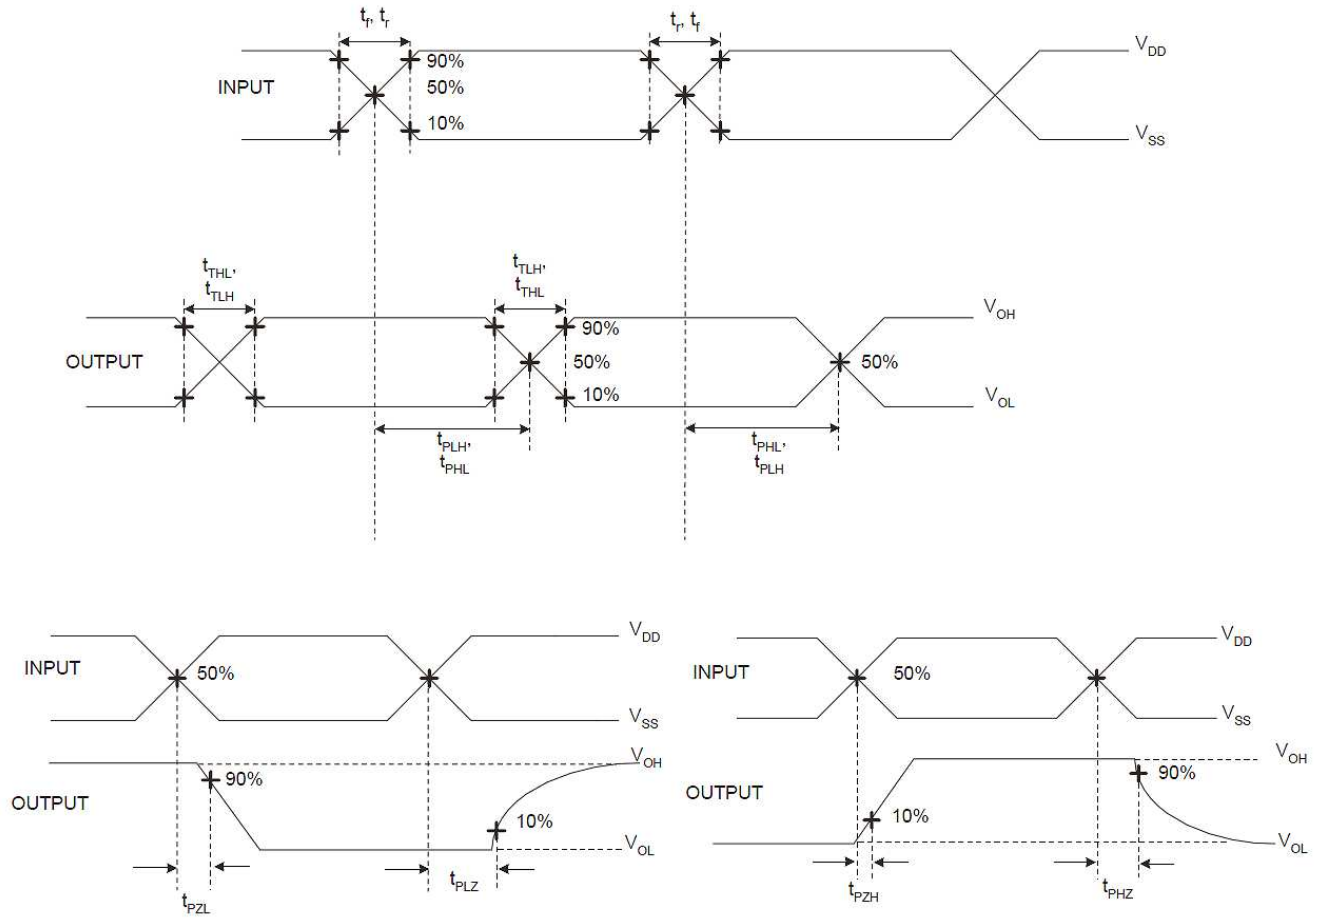 tf, tr
tr, tf
VDD
90%
INPUT
50%
10%
VSS
tTHL,
tTLH
tTLH,
tTHL
VOH
90%
OUTPUT
50%
50%
10%
VOL
tPLH,
tPHL
tPHL,
tPLH
VDD
INPUT
50%
VSS
VOH
90%
OUTPUT
10%
VOL
tPZL
tPLZ
VDD
INPUT
50%
VSS
VOH
90%
OUTPUT
10%
VOL
tPZH
tPHZ